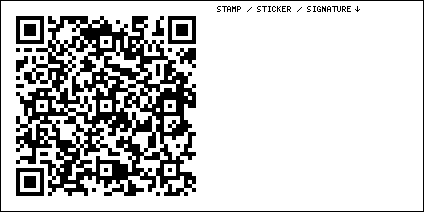 STAMP / STICKER / SIGNATURE ↓